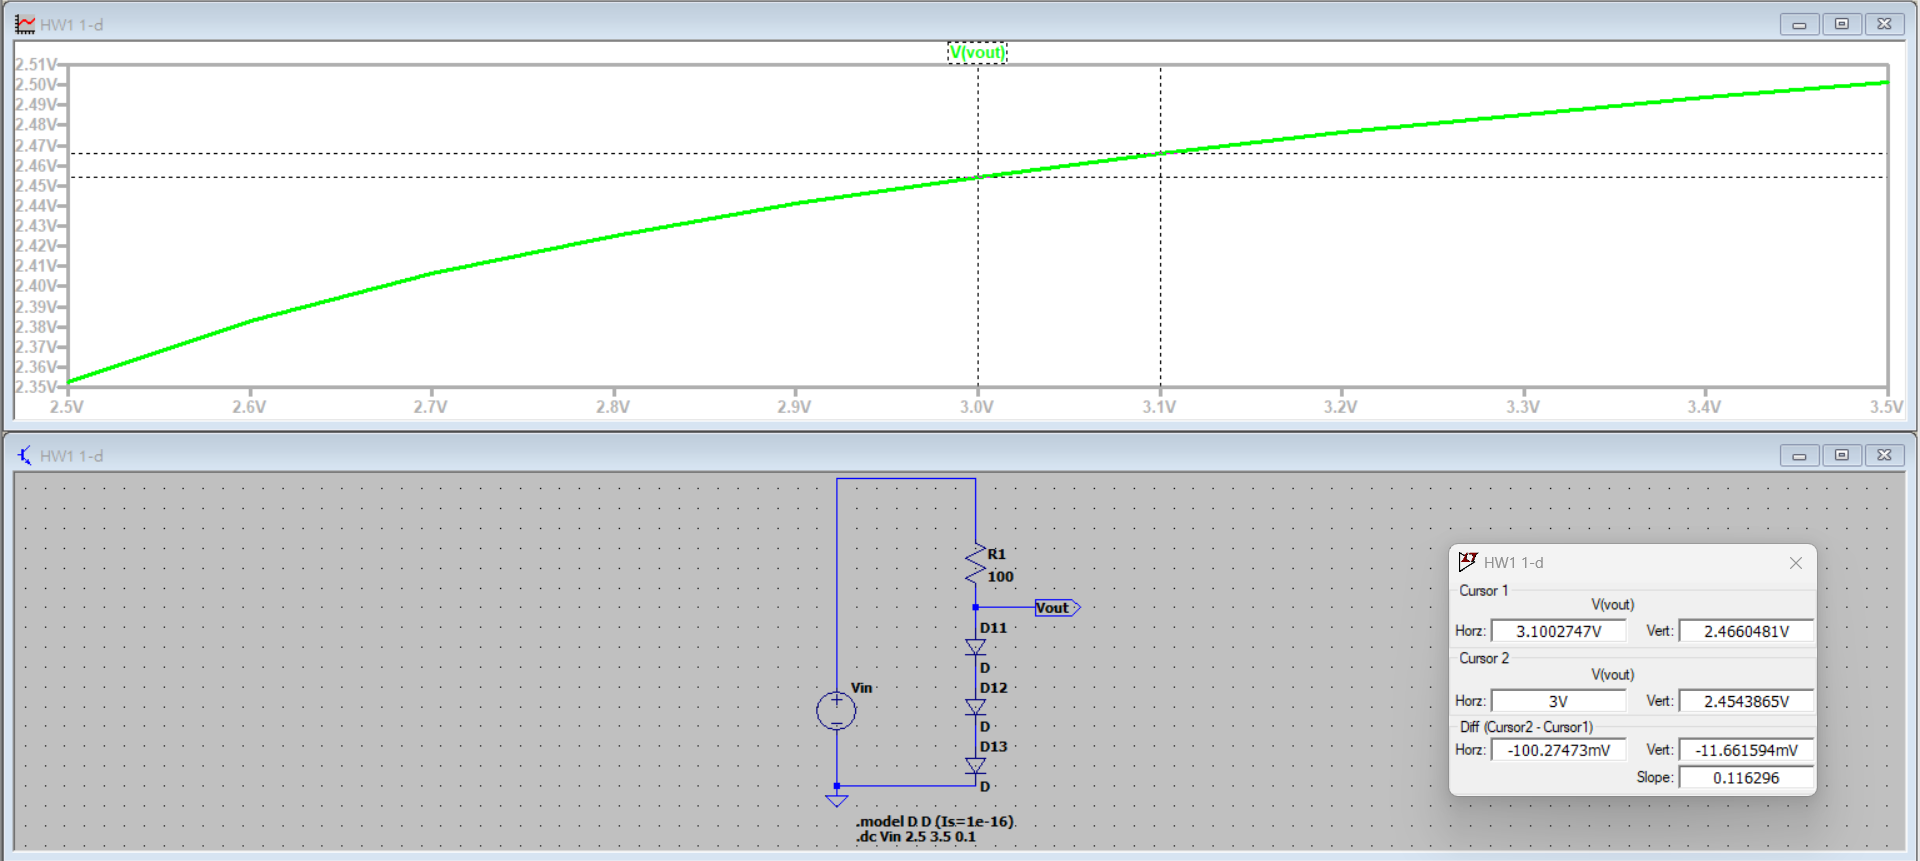 HW1 1-d
V(vout)
2.51V
2.50V
2.49V
2.48V
2.47V
2.46V
2.45V
2.44V
2.43V
2.42V
2.41V
2.40V
2.39V
2.38V
2.37V
2.36V
2.35V
2.5V 2.6V 2.7V 2.8V 2.9V 3.0V 3.1V 3.2V 3.3V 3.4V 3.5V
HW1 1-d
R1
100
Vout
D11
D
Vin
D12
D
D13
D
.model D D (Is=1e-16)
.dc Vin 2.5 3.5 0.1
HW1 1-d
Cursor 1
V(vout)
Horz: 3.1002747V Vert: 2.4660481V
Cursor 2
V(vout)
Horz: 3V Vert: 2.4543865V
Diff (Cursor2 - Cursor1)
Horz: -100.27473mV Vert: -11.661594mV
Slope: 0.116296